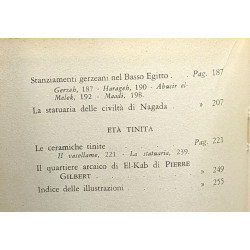 Stanziamenti gerzeani nel Basso Egitto . Pag. 187
Gerzeh, 187 - Harageh, 190 - Abusir el-
Melek, 192 - Maadi, 198.
La statuaria delle civiltà di Nagada . » 207
ETA TINITA
Le ceramiche tinite . Pag. 221
Il vasellame, 221 - La statuaria, 239.
Il quartiere arcaico di El-Kab di PIERRE
GILBERT . . » 249
Indice delle illustrazioni . » 255